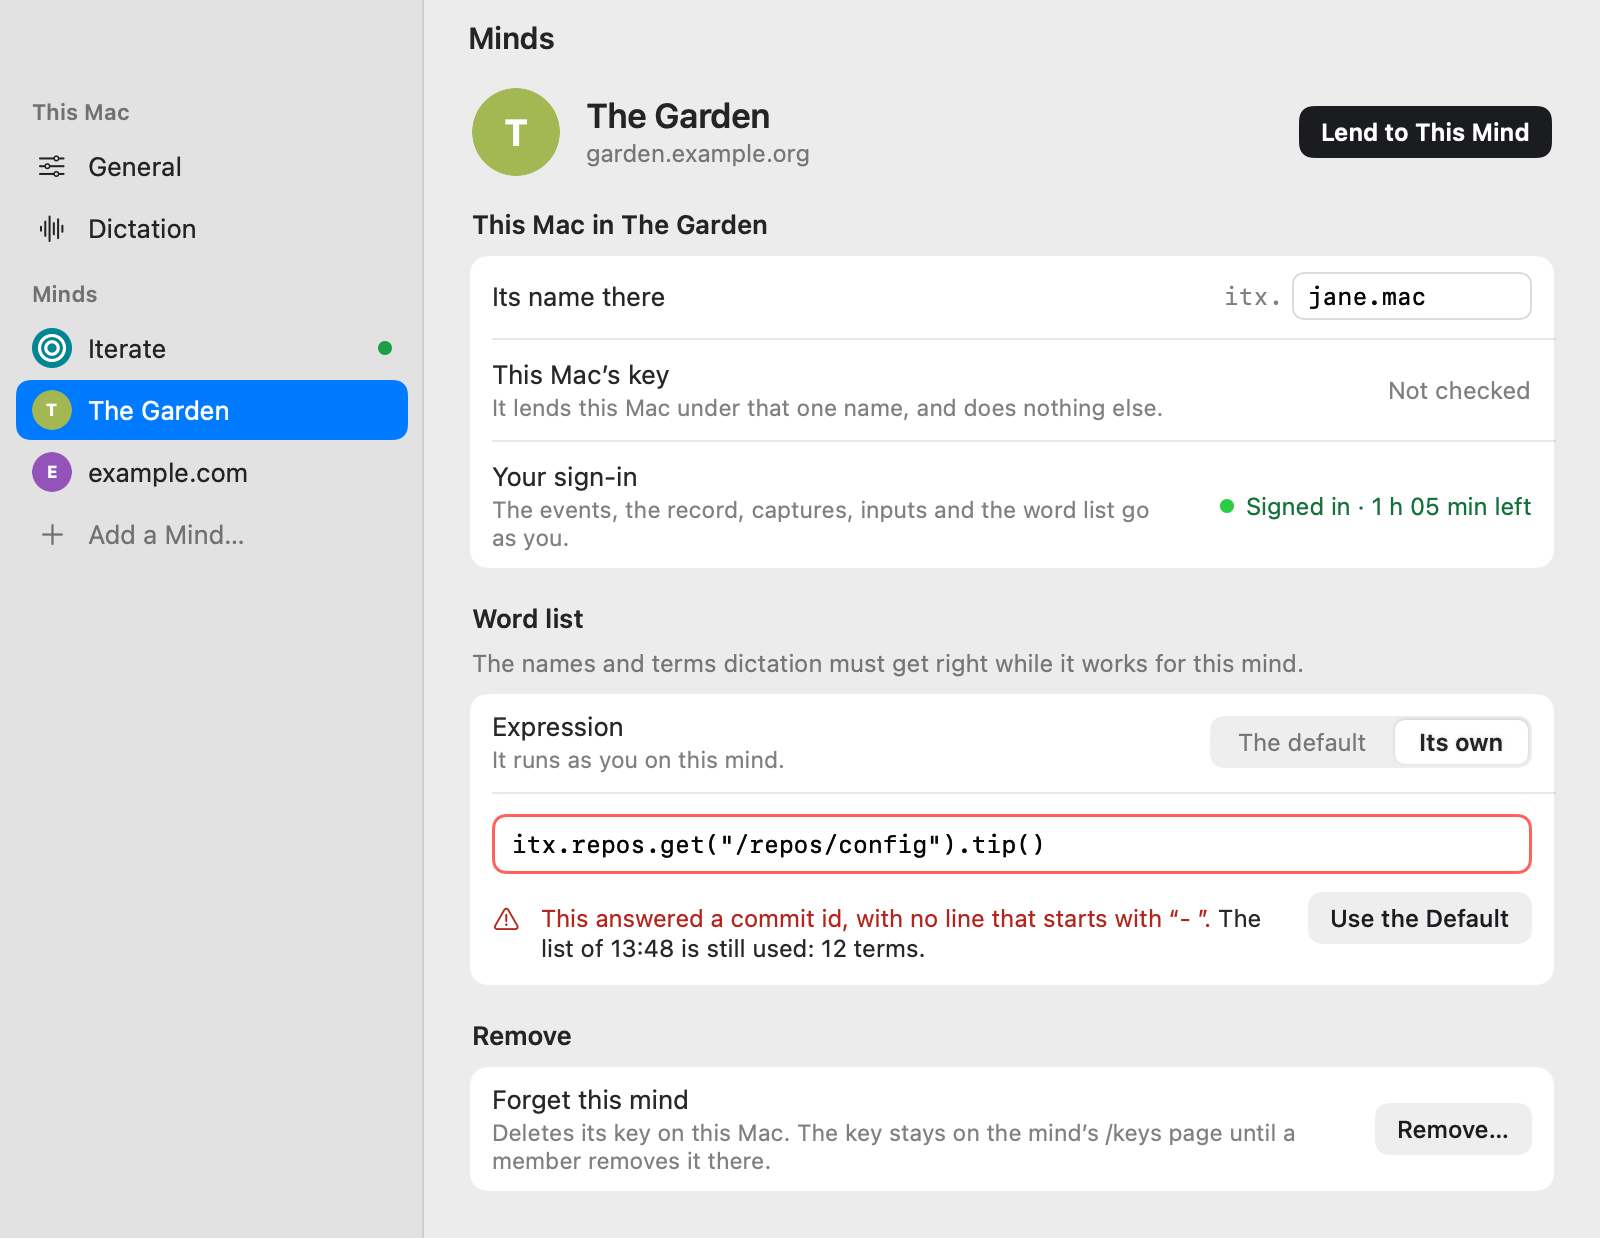 This Mac
General
Dictation
Minds
Iterate
T
The Garden
E
example.com
Add a Mind...
Minds
T
The Garden
garden.example.org
Lend to This Mind
This Mac in The Garden
Its name there
itx.
jane.mac
This Mac’s key
It lends this Mac under that one name, and does nothing else.
Not checked
Your sign-in
The events, the record, captures, inputs and the word list go
as you.
Signed in · 1 h 05 min left
Word list
The names and terms dictation must get right while it works for this mind.
Expression
It runs as you on this mind.
The default
Its own
itx.repos.get("/repos/config").tip()
This answered a commit id, with no line that starts with “- ”. The
list of 13:48 is still used: 12 terms.
Use the Default
Remove
Forget this mind
Deletes its key on this Mac. The key stays on the mind’s /keys page until a
member removes it there.
Remove...